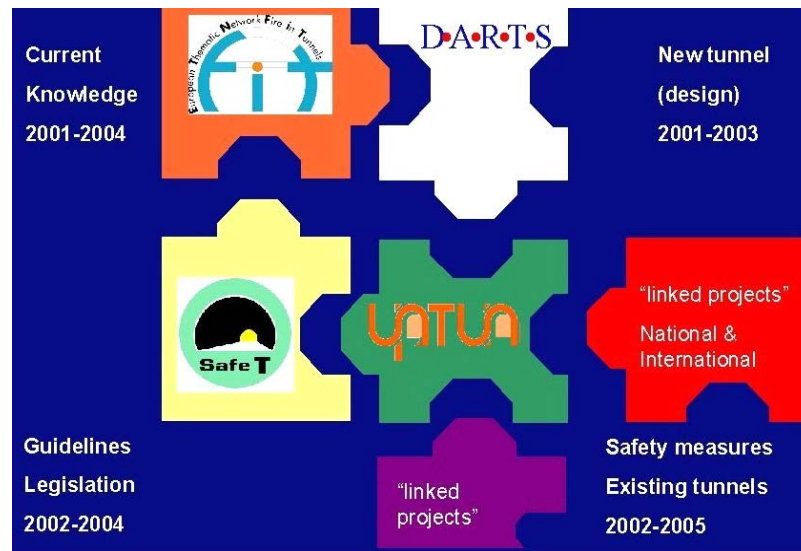 Current
Knowledge
2001-2004
European Thematic Network Fire in Tunnels
fit
D•A•R•T•S
New tunnel
(design)
2001-2003
Safe T
UPTUN
"linked projects"
National &
International
Guidelines
Legislation
2002-2004
"linked
projects"
Safety measures
Existing tunnels
2002-2005